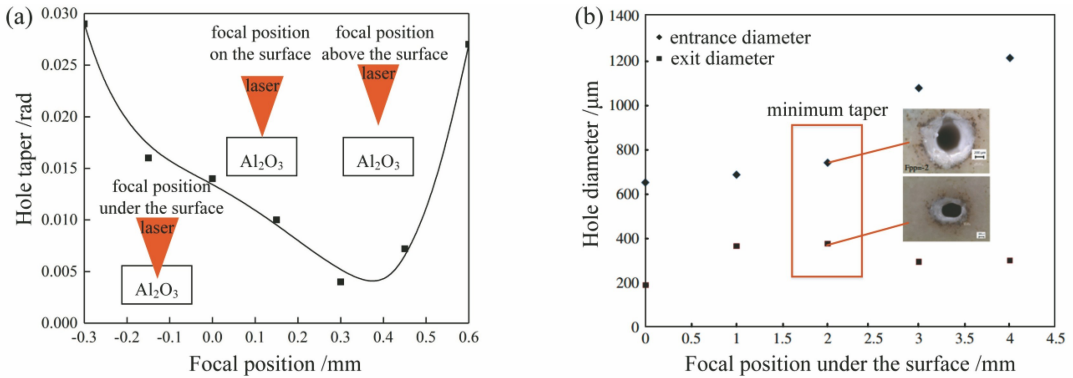 (a)
0.030
0.025
0.020
0.015
0.010
0.005
0.000
Hole taper /rad
focal position
on the surface
laser
Al₂O₃
focal position
above the surface
laser
Al₂O₃
focal position
under the surface
laser
Al₂O₃
-0.3 -0.2 -0.1 0.0 0.1 0.2 0.3 0.4 0.5 0.6
Focal position /mm
(b)
1400
1200
1000
800
600
400
200
0
Hole diameter /μm
entrance diameter
exit diameter
minimum taper
Fppw-2
0 0.5 1 1.5 2 2.5 3 3.5 4 4.5
Focal position under the surface /mm